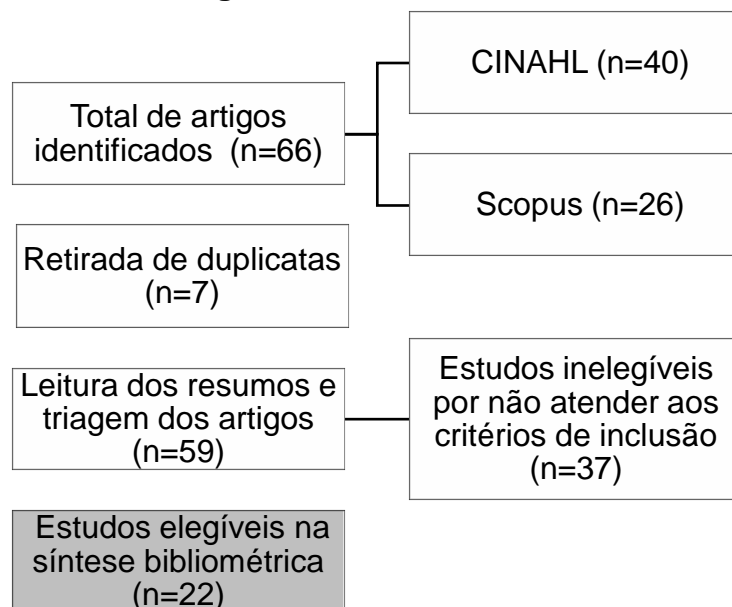 Total de artigos
identificados  (n=66)
CINAHL (n=40)
Scopus (n=26)
Retirada de duplicatas
(n=7)
Leitura dos resumos e
triagem dos artigos
(n=59)
Estudos inelegíveis
por não atender aos
critérios de inclusão
(n=37)
Estudos elegíveis na
síntese bibliométrica
(n=22)